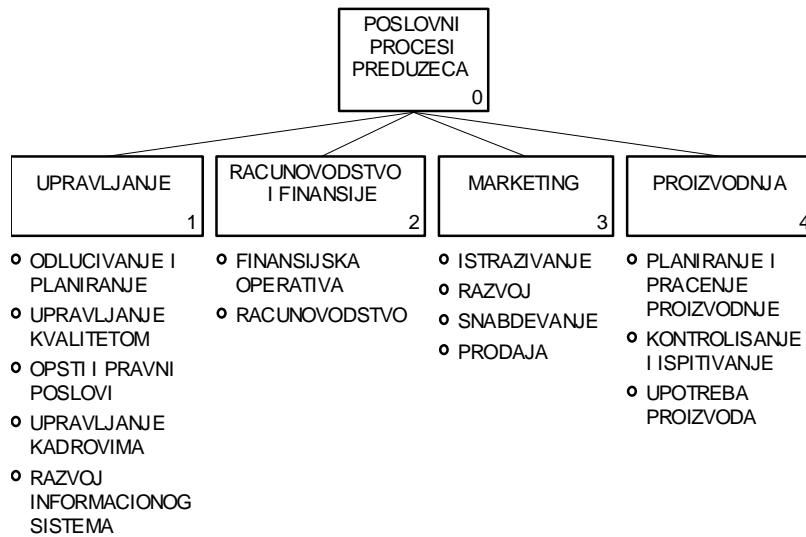 POSLOVNI
PROCESI
PREDUZECA
0
UPRAVLJANJE
1
RACUNOVODSTVO
I FINANSIJE
2
MARKETING
3
PROIZVODNJA
4
ODLUCIVANJE I
PLANIRANJE
UPRAVLJANJE
KVALITETOM
OPSTI I PRAVNI
POSLOVI
UPRAVLJANJE
KADROVIMA
RAZVOJ
INFORMACIONOG
SISTEMA
FINANSIJSKA
OPERATIVA
RACUNOVODSTVO
ISTRAZIVANJE
RAZVOJ
SNABDEVANJE
PRODAJA
PLANIRANJE I
PRACENJE
PROIZVODNJE
KONTROLISANJE
I ISPITIVANJE
UPOTREBA
PROIZVODA